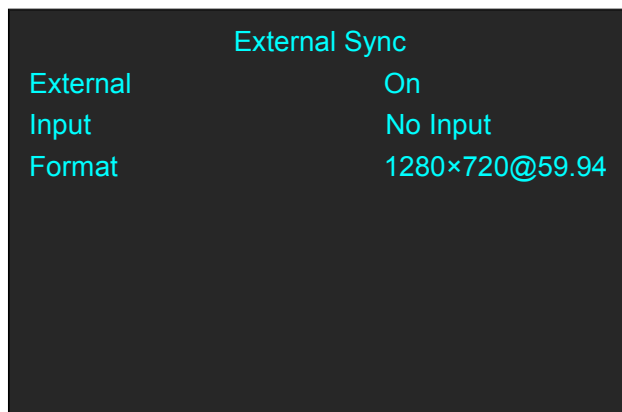 External Sync
External On
Input No Input
Format 1280×720@59.94